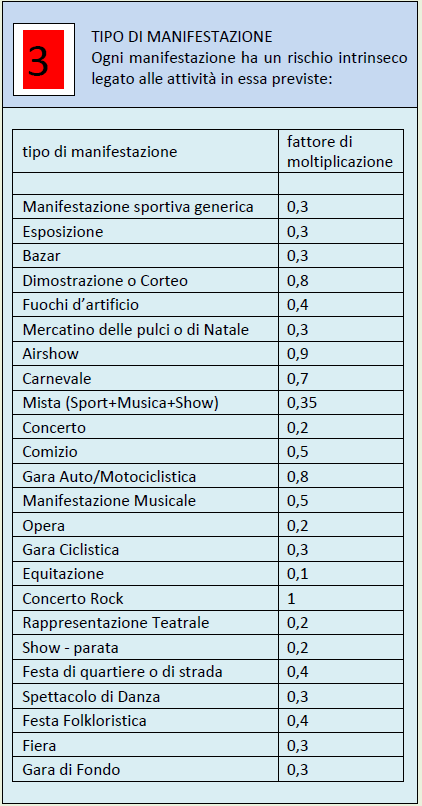 3
TIPO DI MANIFESTAZIONE
Ogni manifestazione ha un rischio intrinseco
legato alle attività in essa previste:
tipo di manifestazione fattore di
moltiplicazione
Manifestazione sportiva generica 0,3
Esposizione 0,3
Bazar 0,3
Dimostrazione o Corteo 0,8
Fuochi d’artificio 0,4
Mercatino delle pulci o di Natale 0,3
Airshow 0,9
Carnevale 0,7
Mista (Sport+Musica+Show) 0,35
Concerto 0,2
Comizio 0,5
Gara Auto/Motociclistica 0,8
Manifestazione Musicale 0,5
Opera 0,2
Gara Ciclistica 0,3
Equitazione 0,1
Concerto Rock 1
Rappresentazione Teatrale 0,2
Show - parata 0,2
Festa di quartiere o di strada 0,4
Spettacolo di Danza 0,3
Festa Folkloristica 0,4
Fiera 0,3
Gara di Fondo 0,3